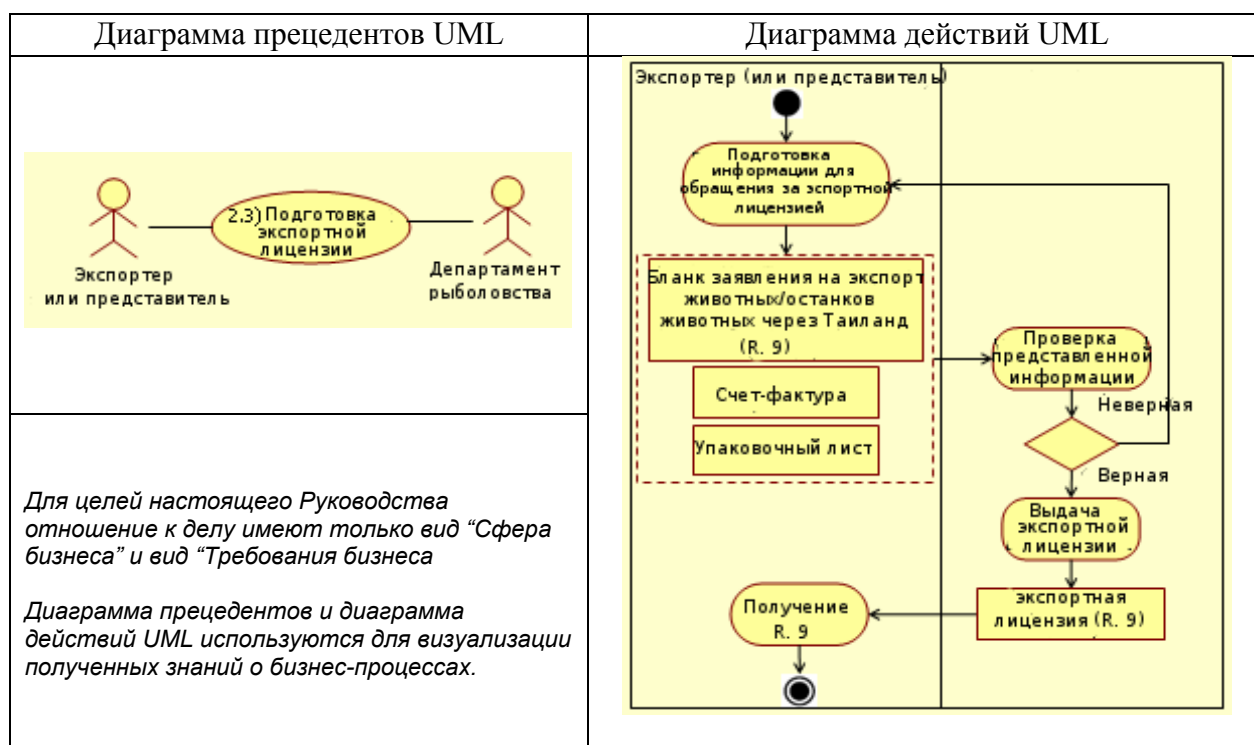 Диаграмма прецедентов UML
Диаграмма действий UML
2.3) Подготовка
экспортной
лицензии
Экспортер
или представитель
Департамент
рыболовства
Для целей настоящего Руководства
отношение к делу имеют только вид “Сфера
бизнеса” и вид “Требования бизнеса
Диаграмма прецедентов и диаграмма
действий UML используются для визуализации
полученных знаний о бизнес-процессах.
Экспортер (или представитель)
Подготовка
информации для
обращения за эспортной
лицензией
Бланк заявления на экспорт
животных/останков
животных через Таиланд
(R. 9)
Счет-фактура
Упаковочный лист
Проверка
представленной
информации
Неверная
Верная
Выдача
экспортной
лицензии
экспортная
лицензия (R. 9)
Получение
R. 9